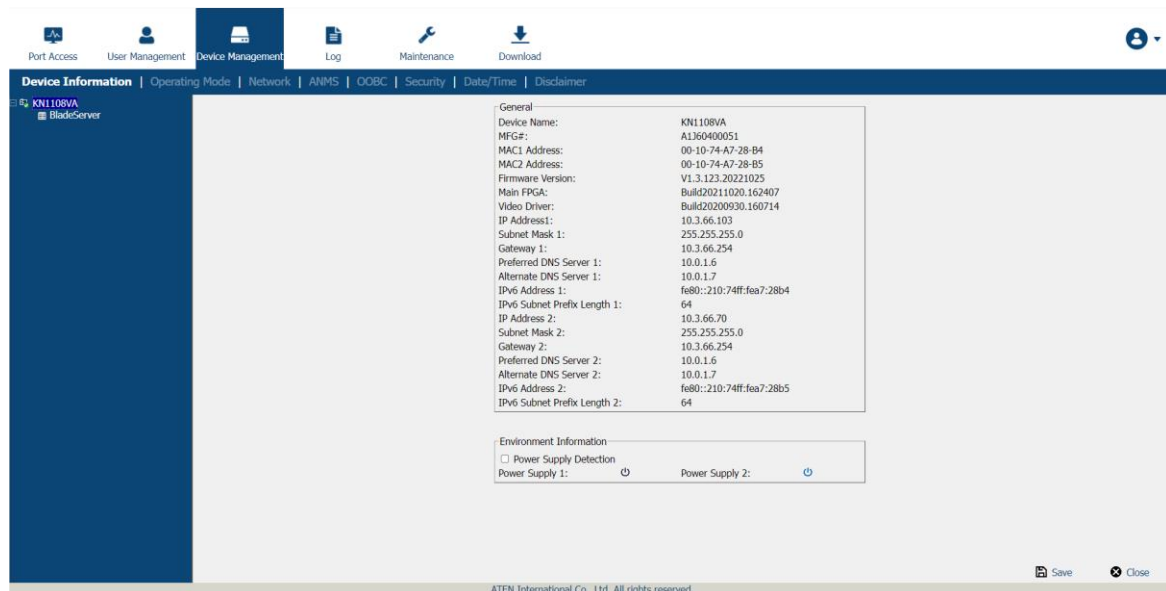 Port Access User Management Device Management Log Maintenance Download
Device Information | Operating Mode | Network | ANMS | OOBC | Security | Date/Time | Disclaimer
KN1108VA
BladeServer
General
Device Name: KN1108VA
MFG#: A1J60400051
MAC1 Address: 00-10-74-A7-28-B4
MAC2 Address: 00-10-74-A7-28-B5
Firmware Version: V1.3.123.20221025
Main FPGA: Build20211020.162407
Video Driver: Build20200930.160714
IP Address1: 10.3.66.103
Subnet Mask 1: 255.255.255.0
Gateway 1: 10.3.66.254
Preferred DNS Server 1: 10.0.1.6
Alternate DNS Server 1: 10.0.1.7
IPv6 Address 1: fe80::210:74ff:fea7:28b4
IPv6 Subnet Prefix Length 1: 64
IP Address 2: 10.3.66.70
Subnet Mask 2: 255.255.255.0
Gateway 2: 10.3.66.254
Preferred DNS Server 2: 10.0.1.6
Alternate DNS Server 2: 10.0.1.7
IPv6 Address 2: fe80::210:74ff:fea7:28b5
IPv6 Subnet Prefix Length 2: 64
Environment Information
Power Supply Detection
Power Supply 1: Power Supply 2:
Save Close
ATEN International Co., Ltd. All rights reserved.